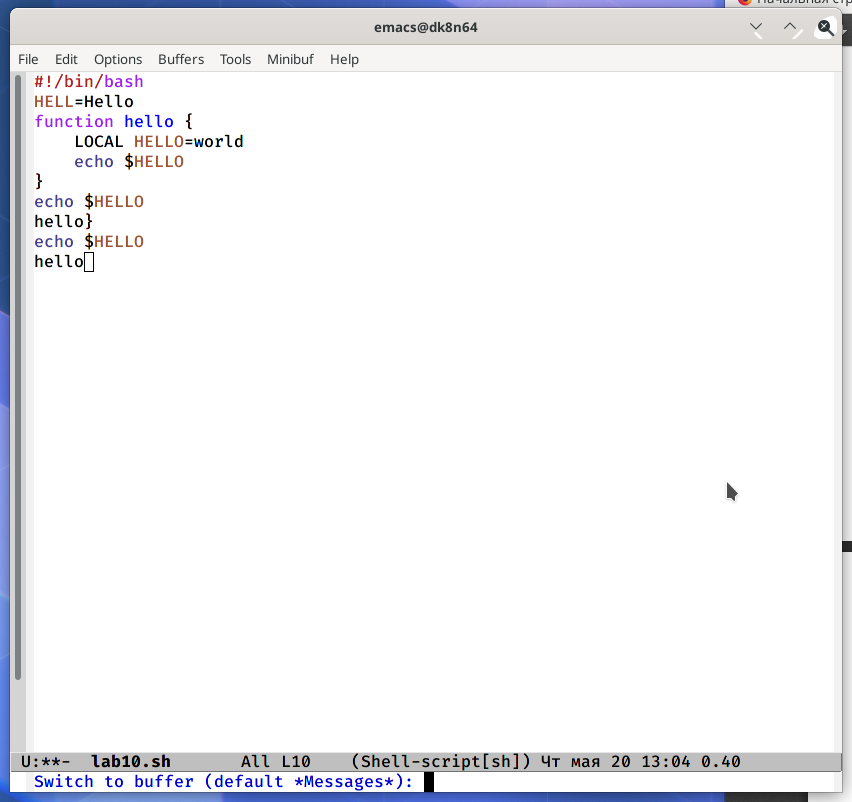 Начальная стр
emacs@dk8n64
File Edit Options Buffers Tools Minibuf Help
#!/bin/bash
HELL=Hello
function hello {
    LOCAL HELLO=world
    echo $HELLO
}
echo $HELLO
hello}
echo $HELLO
hello
U:**- lab10.sh All L10 (Shell-script[sh]) Чт мая 20 13:04 0.40
Switch to buffer (default *Messages*):